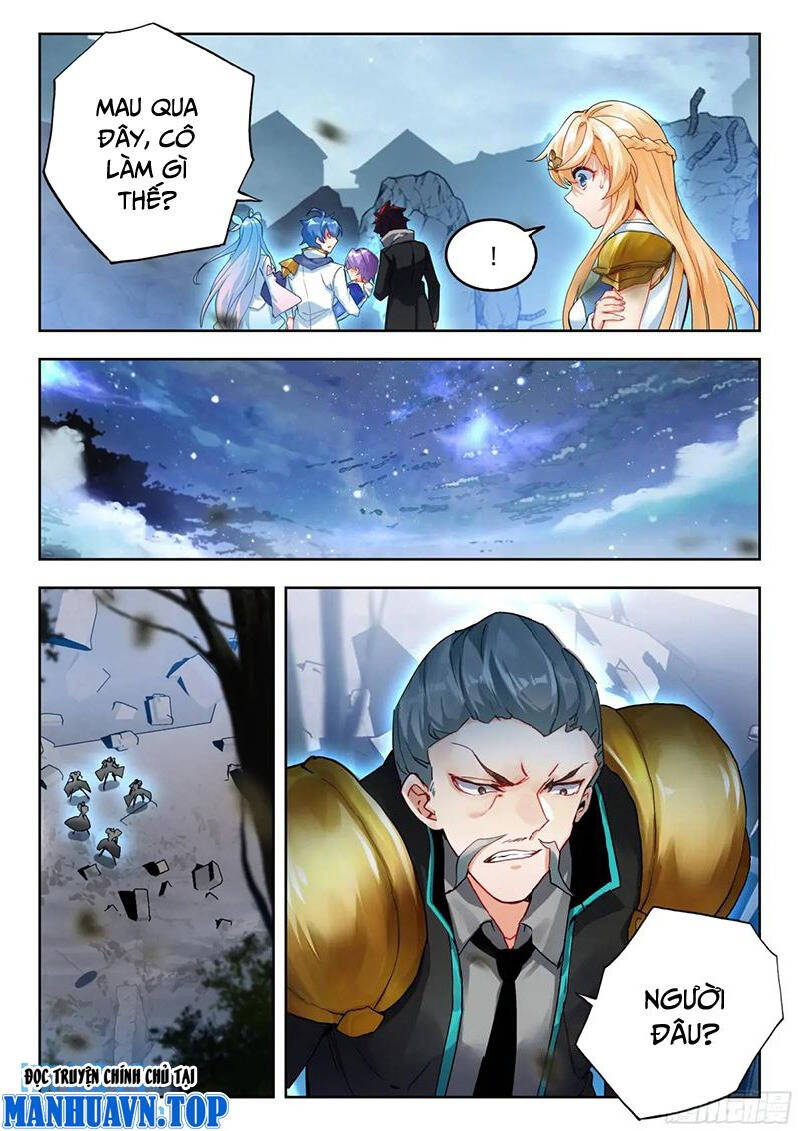 MAU QUA
ĐÂY, CÔ
LÀM GÌ
THẾ?
!
NGƯỜI
ĐÂU?
ĐỌC TRUYỆN CHÍNH CHỦ TẠI
MANHUAVN.TOP